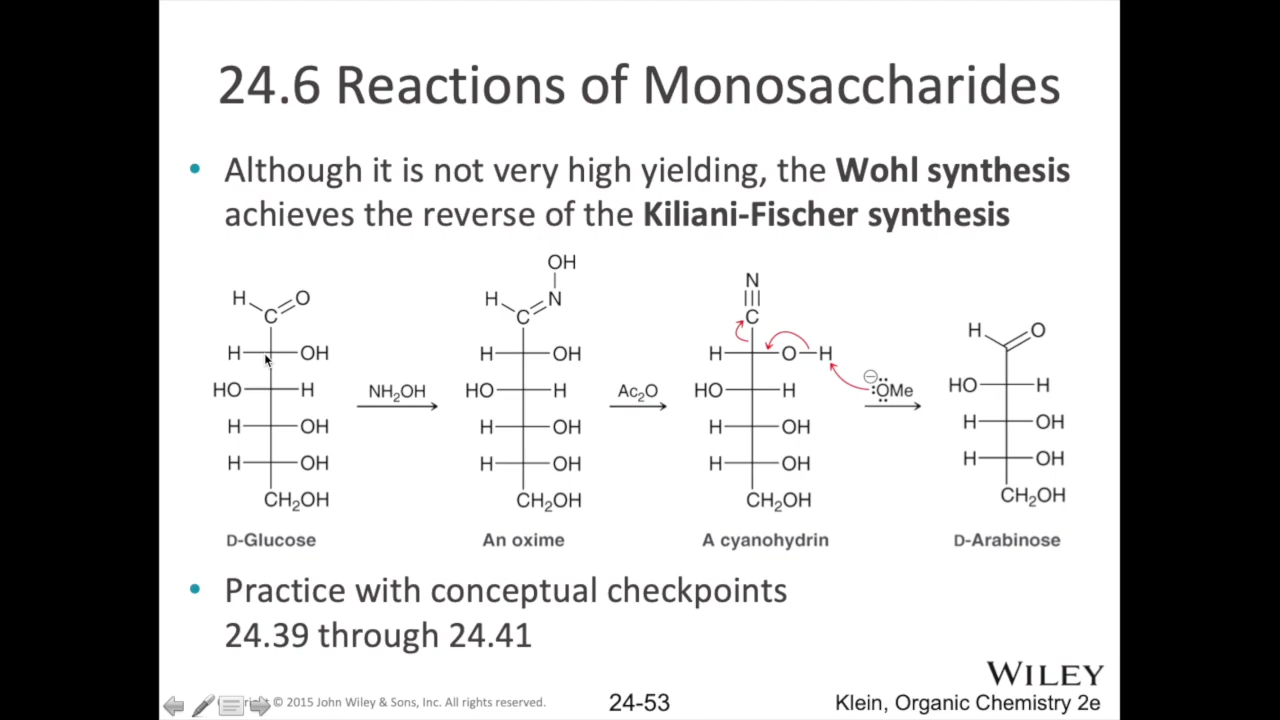 24.6 Reactions of Monosaccharides
• Although it is not very high yielding, the Wohl synthesis
achieves the reverse of the Kiliani-Fischer synthesis
H C O
H OH
HO H
H OH
H OH
CH₂OH
D-Glucose
NH₂OH
OH
N
H C
H OH
HO H
H OH
H OH
CH₂OH
An oxime
Ac₂O
N
C
H O H
HO H
H OH
H OH
CH₂OH
A cyanohydrin
⊖ :OMe
H O
HO H
H OH
H OH
CH₂OH
D-Arabinose
• Practice with conceptual checkpoints
24.39 through 24.41
WILEY
© 2015 John Wiley & Sons, Inc. All rights reserved.
24-53
Klein, Organic Chemistry 2e